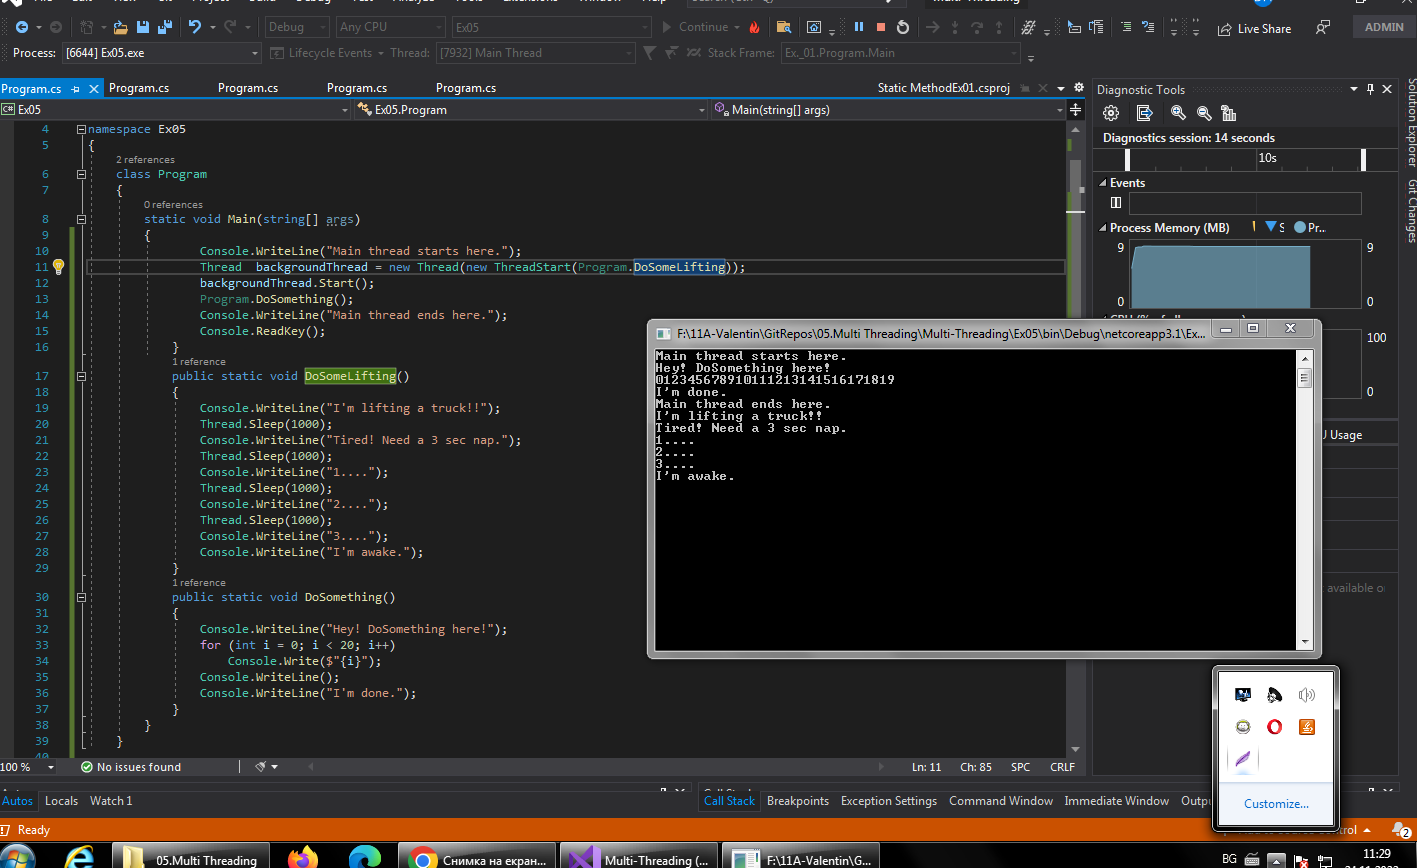 Debug
Any CPU
Ex05
Continue
Live Share
ADMIN
Process:
[6644] Ex05.exe
Lifecycle Events
Thread:
[7932] Main Thread
Stack Frame:
Ex._01.Program.Main
Program.cs
Program.cs
Program.cs
Program.cs
Program.cs
Static MethodEx01.csproj
Ex05
Ex05.Program
Main(string[] args)
4 namespace Ex05
5 {
2 references
6 class Program
7 {
0 references
8 static void Main(string[] args)
9 {
10 Console.WriteLine("Main thread starts here.");
11 Thread  backgroundThread = new Thread(new ThreadStart(Program.DoSomeLifting));
12 backgroundThread.Start();
13 Program.DoSomething();
14 Console.WriteLine("Main thread ends here.");
15 Console.ReadKey();
16 }
1 reference
17 public static void DoSomeLifting()
18 {
19 Console.WriteLine("I'm lifting a truck!!");
20 Thread.Sleep(1000);
21 Console.WriteLine("Tired! Need a 3 sec nap.");
22 Thread.Sleep(1000);
23 Console.WriteLine("1....");
24 Thread.Sleep(1000);
25 Console.WriteLine("2....");
26 Thread.Sleep(1000);
27 Console.WriteLine("3....");
28 Console.WriteLine("I'm awake.");
29 }
1 reference
30 public static void DoSomething()
31 {
32 Console.WriteLine("Hey! DoSomething here!");
33 for (int i = 0; i < 20; i++)
34 Console.Write($"{i}");
35 Console.WriteLine();
36 Console.WriteLine("I'm done.");
37 }
38 }
39 }
F:\11A-Valentin\GitRepos\05.Multi Threading\Multi-Threading\Ex05\bin\Debug\netcoreapp3.1\Ex...
Main thread starts here.
Hey! DoSomething here!
012345678910111213141516171819
I'm done.
Main thread ends here.
I'm lifting a truck!!
Tired! Need a 3 sec nap.
1....
2....
3....
I'm awake.
Diagnostic Tools
Diagnostics session: 14 seconds
10s
Events
Process Memory (MB)
S
Pr...
9
9
0
0
100
0
Usage
available
Solution Explorer
Git Changes
100 %
No issues found
Ln: 11
Ch: 85
SPC
CRLF
Autos
Locals
Watch 1
Call Stack
Breakpoints
Exception Settings
Command Window
Immediate Window
Outpu
Customize...
Ready
2
05.Multi Threading
Снимка на екран...
Multi-Threading (...
F:\11A-Valentin\G...
BG
11:29